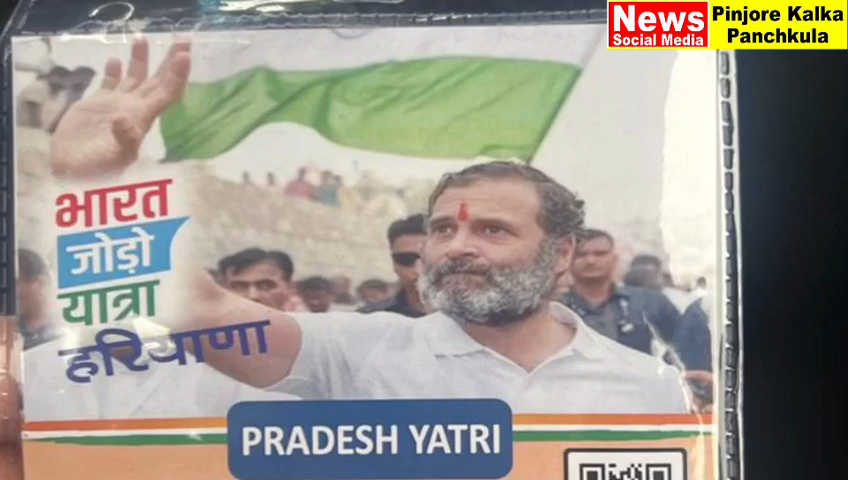 News
Social Media
Pinjore Kalka
Panchkula
भारत
जोड़ो
यात्रा
हरियाणा
PRADESH YATRI